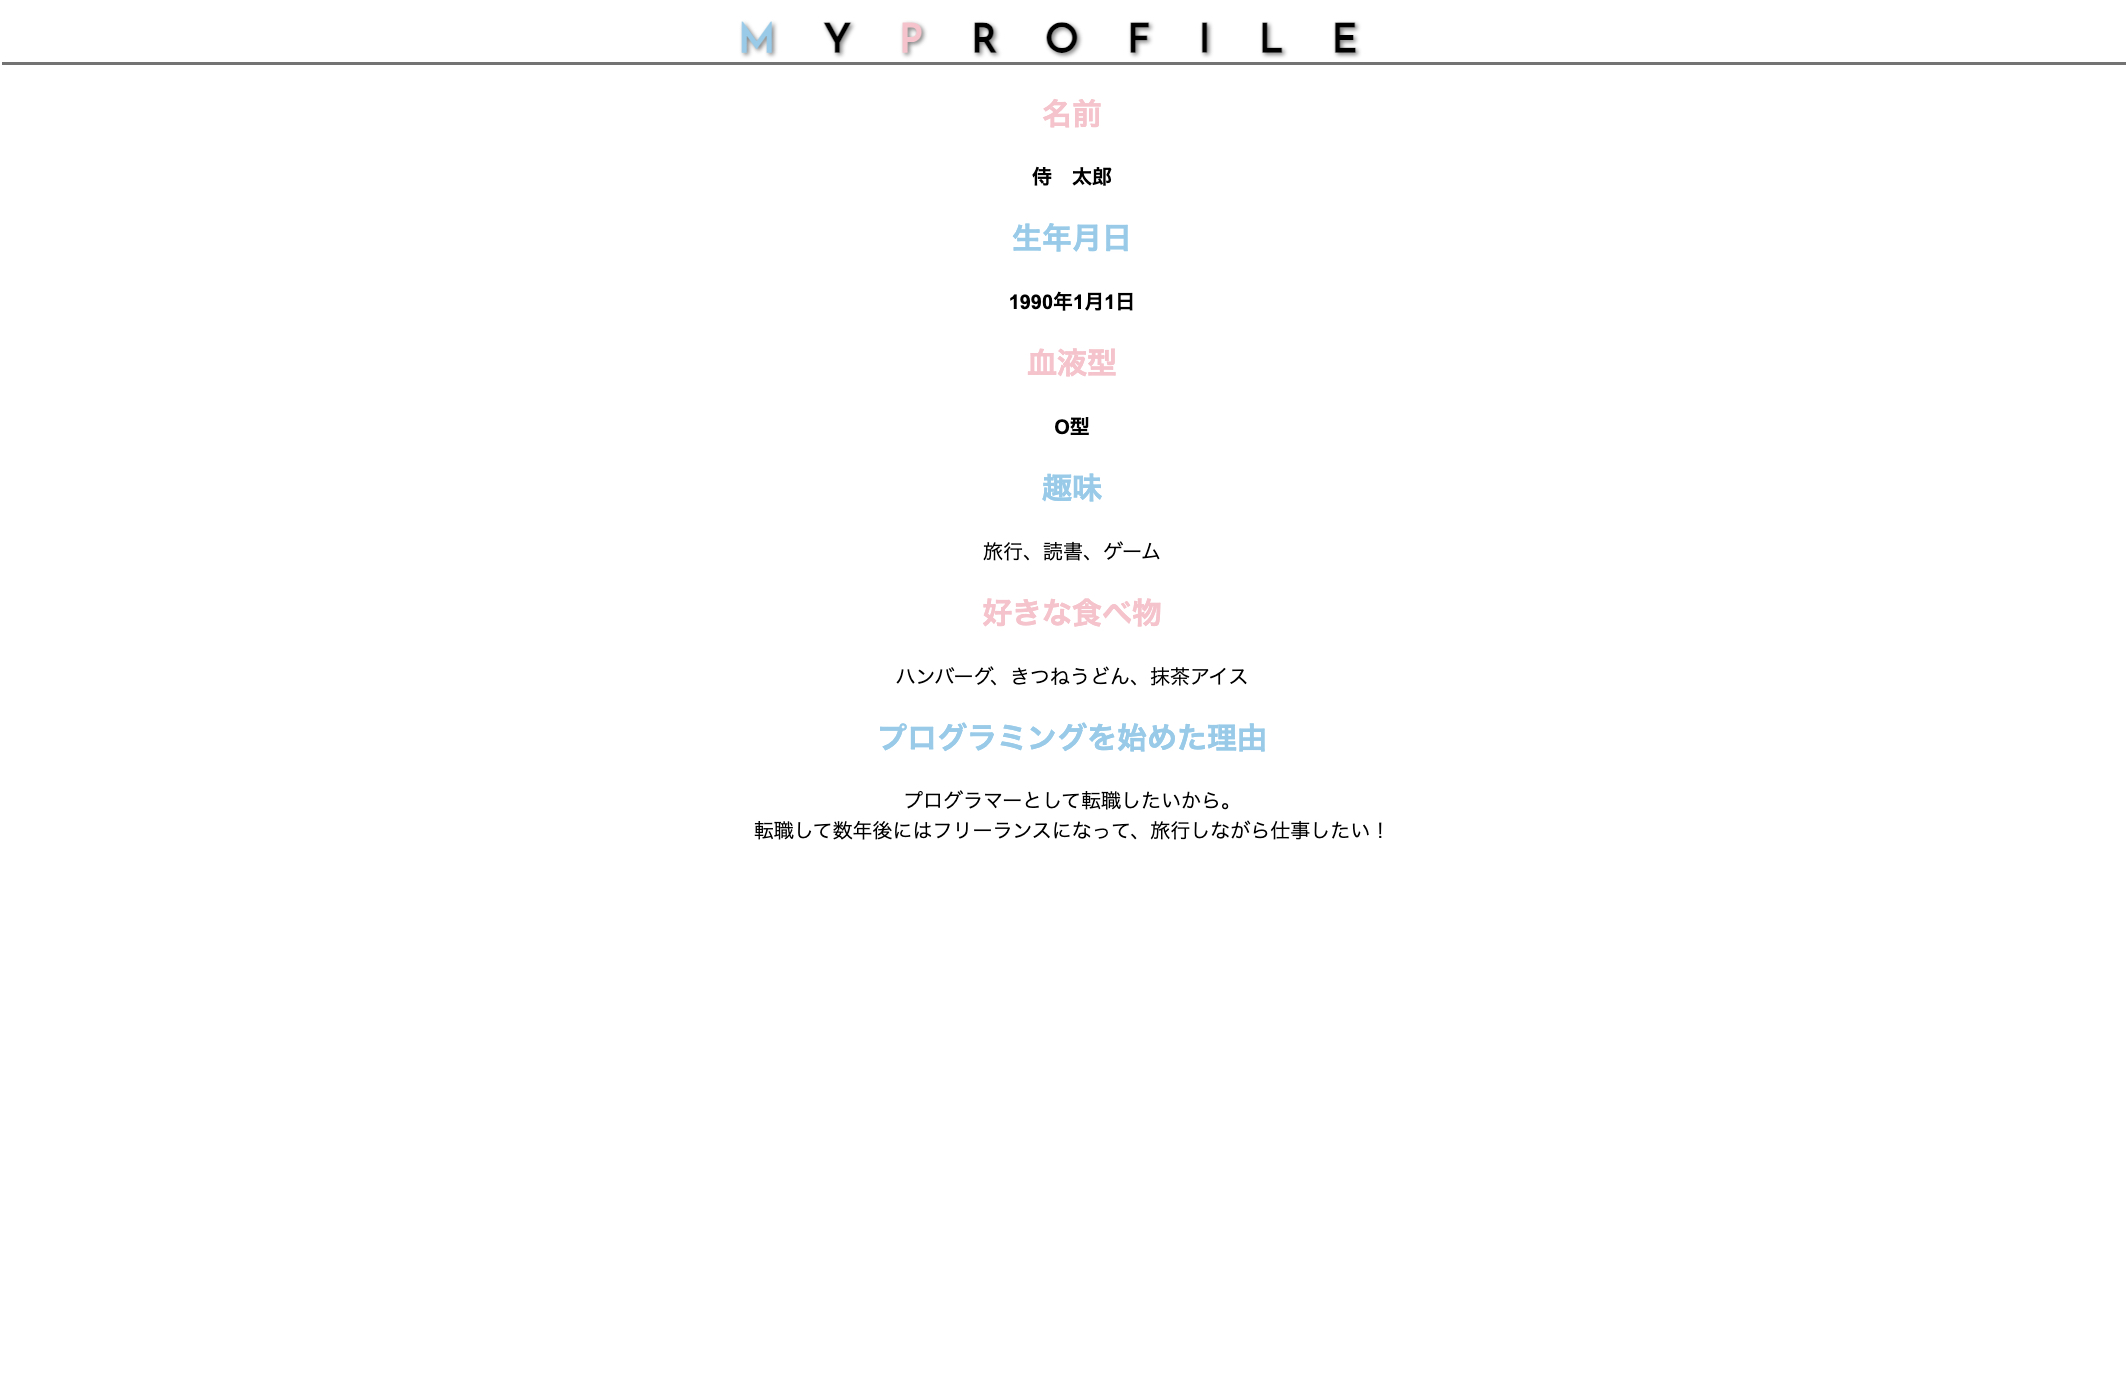 MY PROFILE
名前
侍　太郎
生年月日
1990年1月1日
血液型
O型
趣味
旅行、読書、ゲーム
好きな食べ物
ハンバーグ、きつねうどん、抹茶アイス
プログラミングを始めた理由
プログラマーとして転職したいから。
転職して数年後にはフリーランスになって、旅行しながら仕事したい！